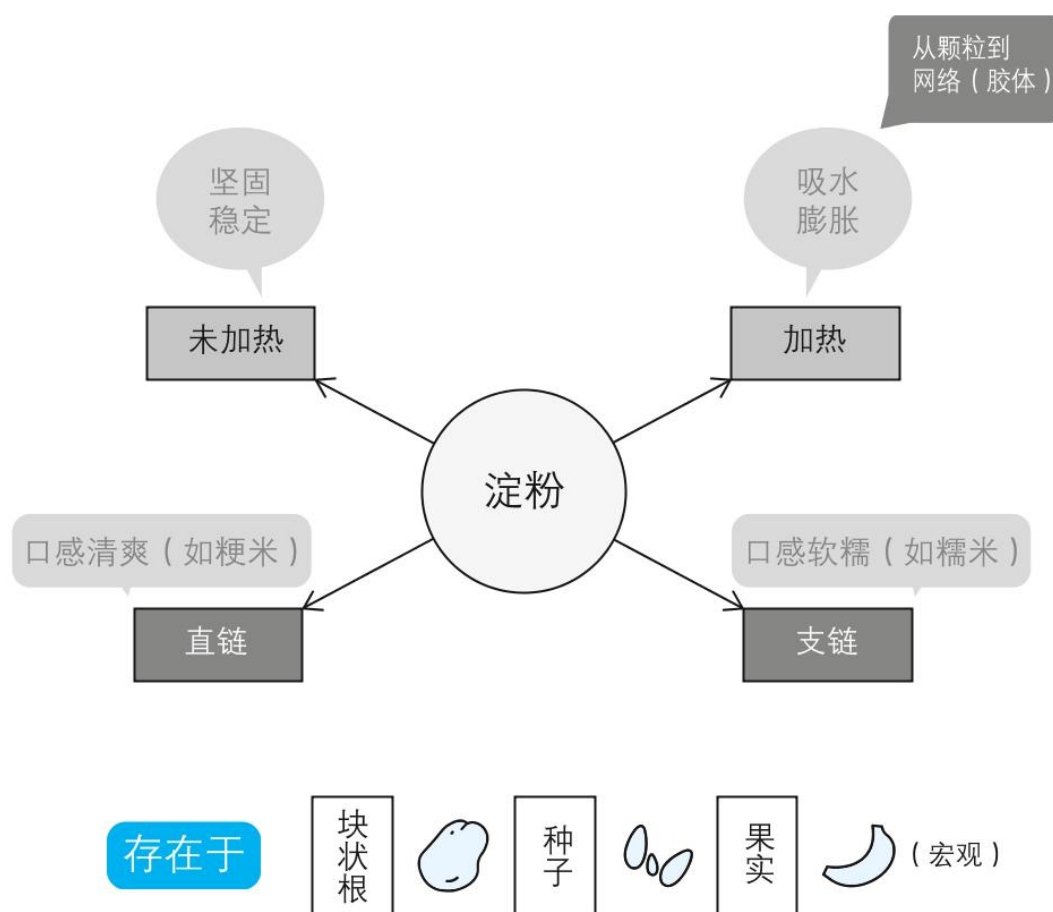 从颗粒到
网络（胶体）
坚固
稳定
吸水
膨胀
未加热
加热
淀粉
口感清爽（如粳米）
口感软糯（如糯米）
直链
支链
存在于
块状根
种子
果实
（宏观）